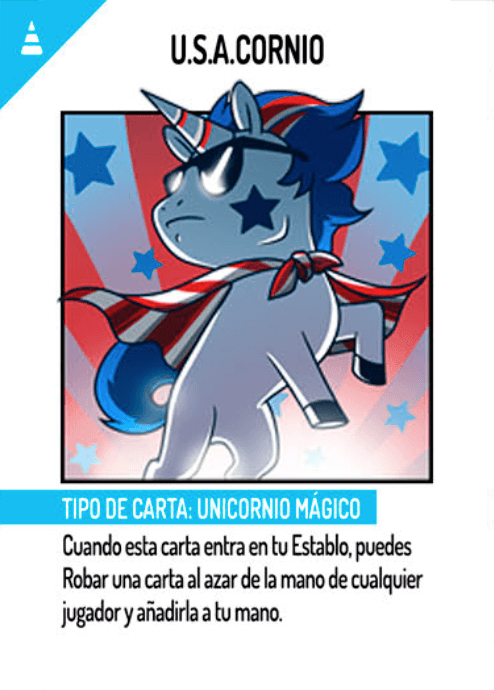 U.S.A.CORNIO
TIPO DE CARTA: UNICORNIO MÁGICO
Cuando esta carta entra en tu Establo, puedes
Robar una carta al azar de la mano de cualquier
jugador y añadirla a tu mano.